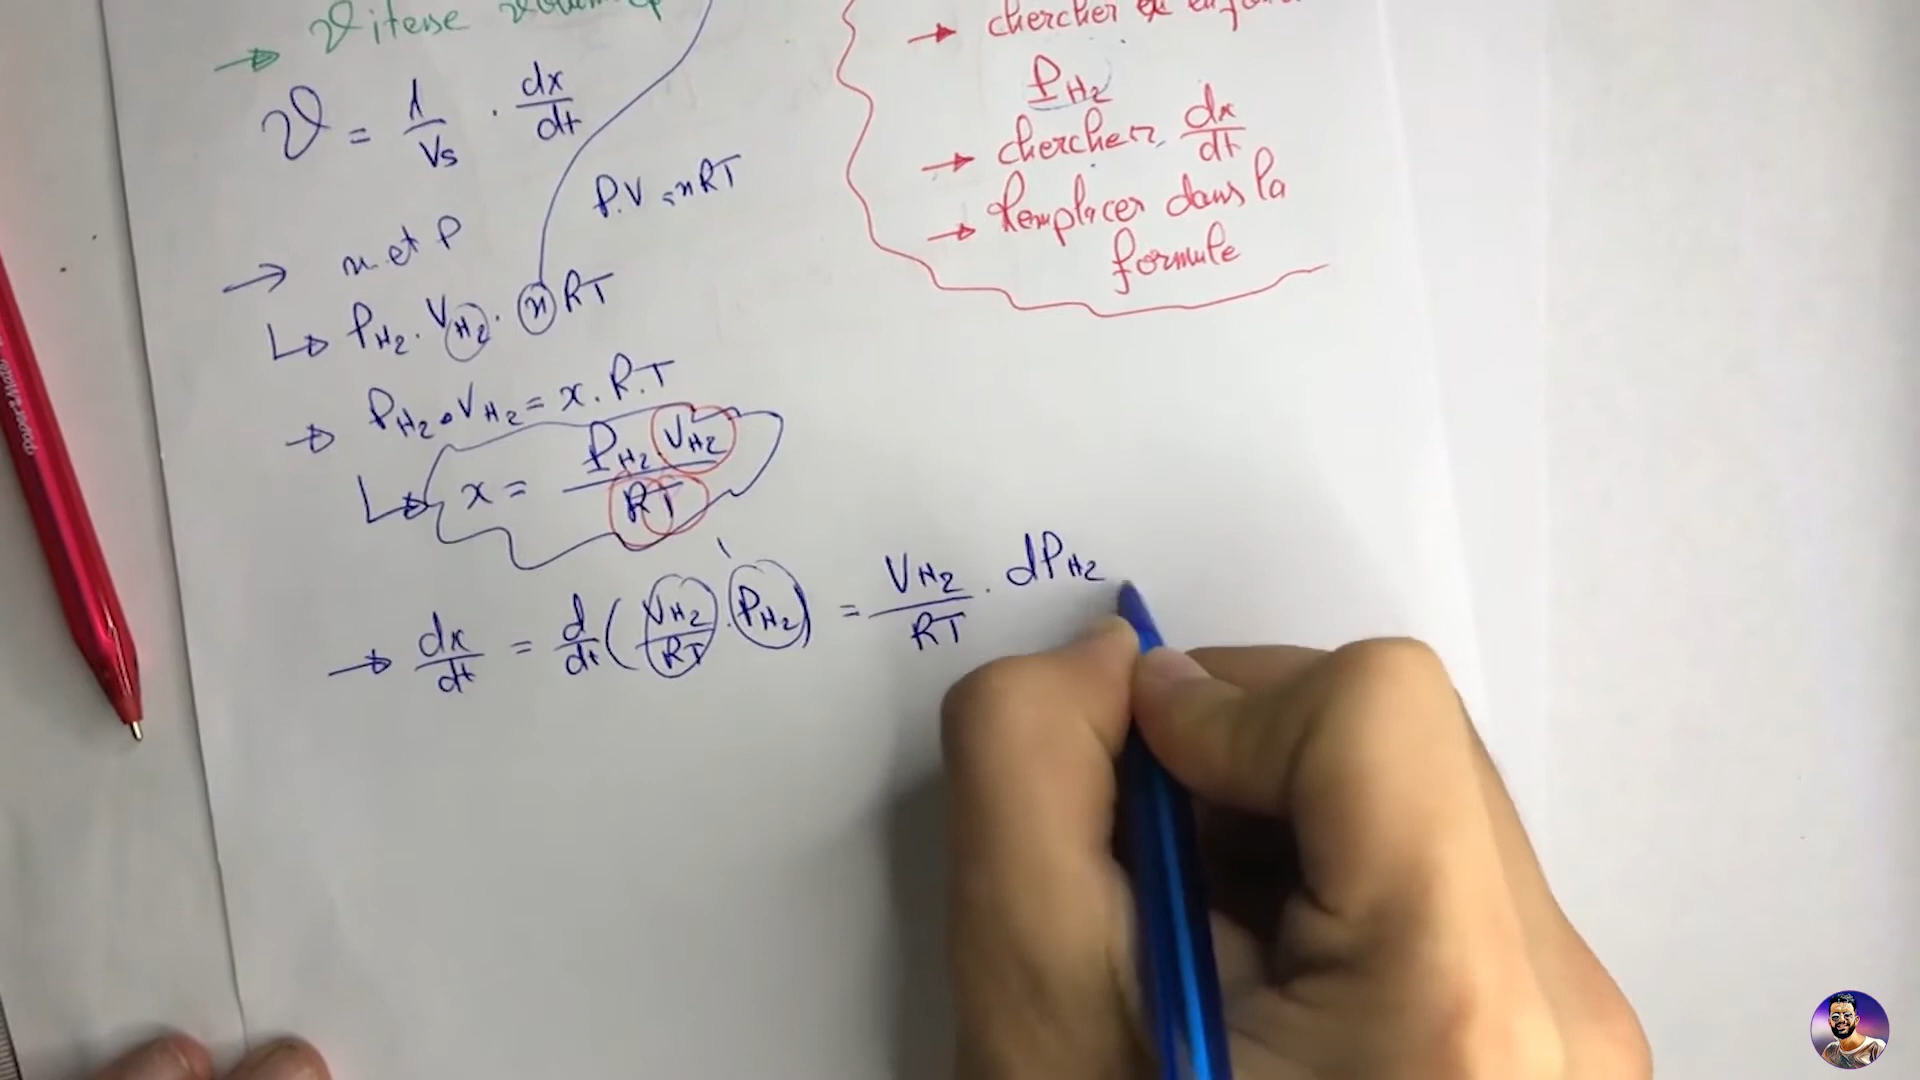 → Vitesse
V = 1/Vs . dx/dt
P.V = nRT
→ n et P
↳ P_H2 . V_H2 . n RT
→ P_H2 . V_H2 = x . R.T
↳ x = P_H2 . V_H2 / RT
→ dx/dt = d/dt ( V_H2/RT . P_H2 ) = V_H2/RT . dP_H2
→ chercher
P_H2
→ chercher dx/dt
→ Remplacer dans la
formule